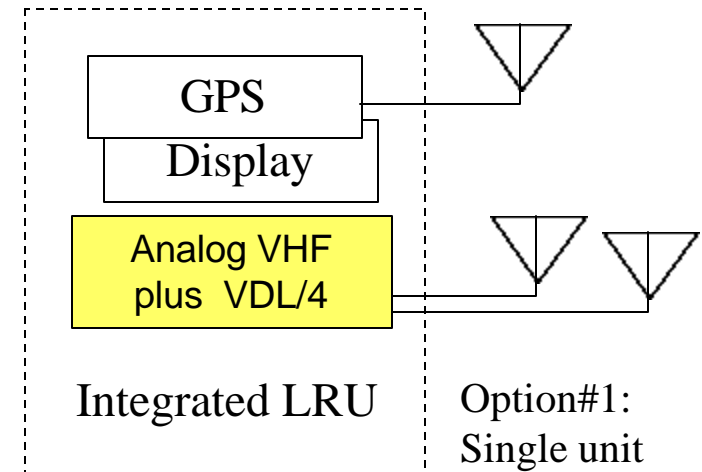 GPS
Display
Analog VHF
plus VDL/4
Integrated LRU
Option#1:
Single unit